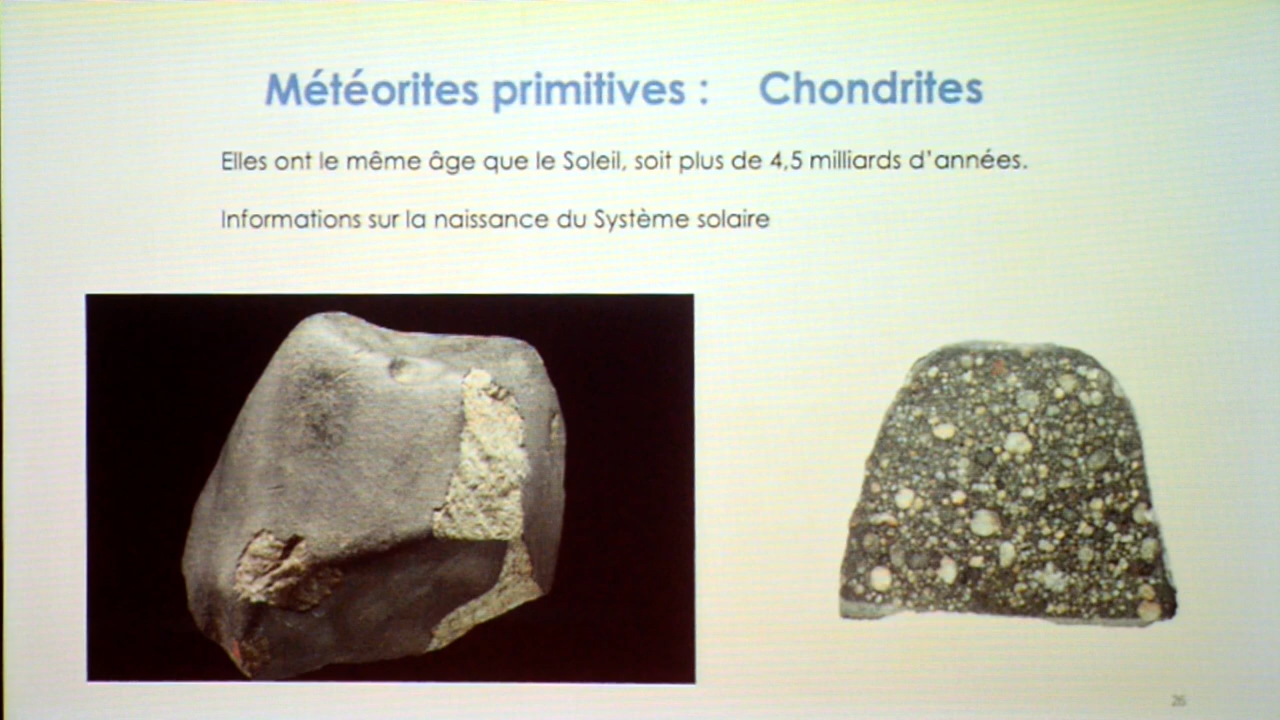 Météorites primitives : Chondrites
Elles ont le même âge que le Soleil, soit plus de 4,5 milliards d'années.
Informations sur la naissance du Système solaire
26